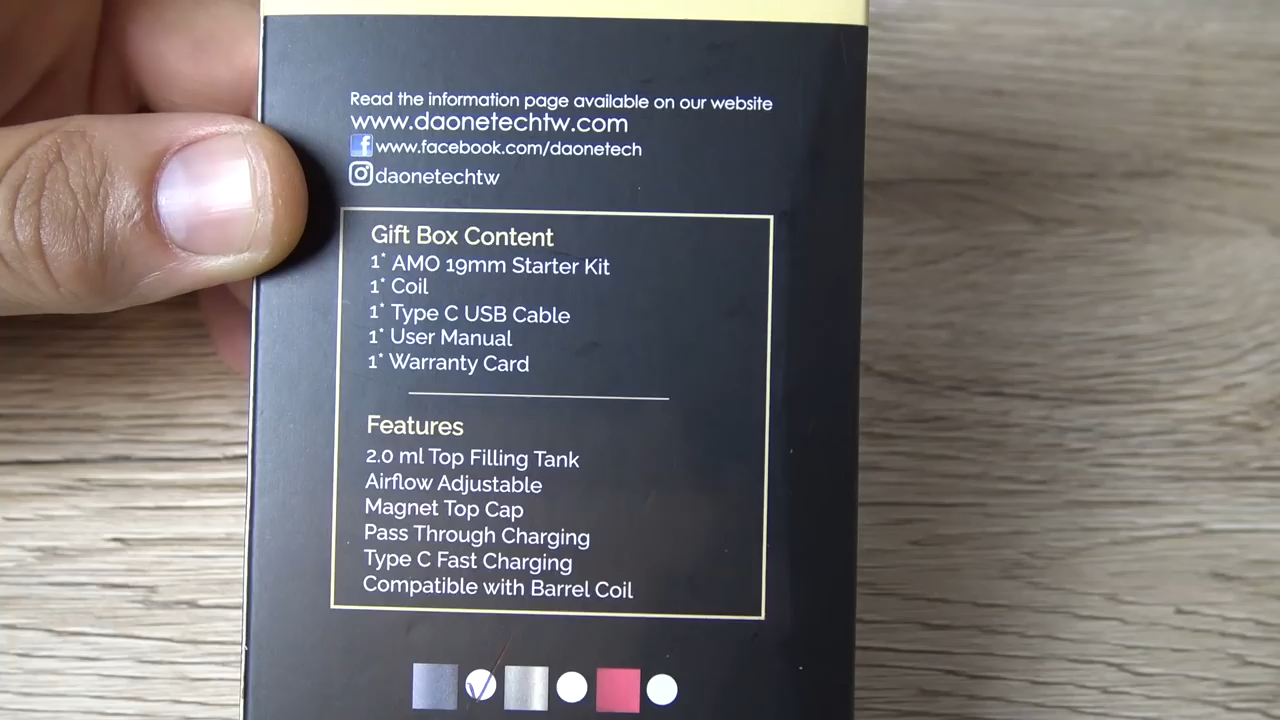 Read the information page available on our website
www.daonetechtw.com
www.facebook.com/daonetech
daonetechtw
Gift Box Content
1* AMO 19mm Starter Kit
1* Coil
1* Type C USB Cable
1* User Manual
1* Warranty Card
Features
2.0 ml Top Filling Tank
Airflow Adjustable
Magnet Top Cap
Pass Through Charging
Type C Fast Charging
Compatible with Barrel Coil